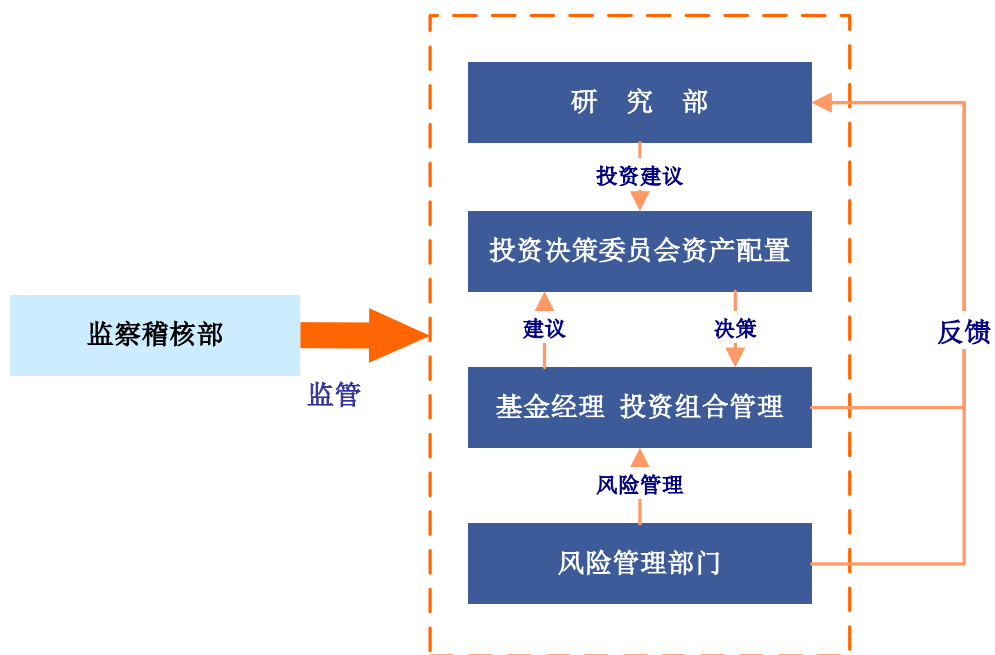 研 究 部
投资建议
投资决策委员会资产配置
建议
决策
监察稽核部
监管
反馈
基金经理 投资组合管理
风险管理
风险管理部门